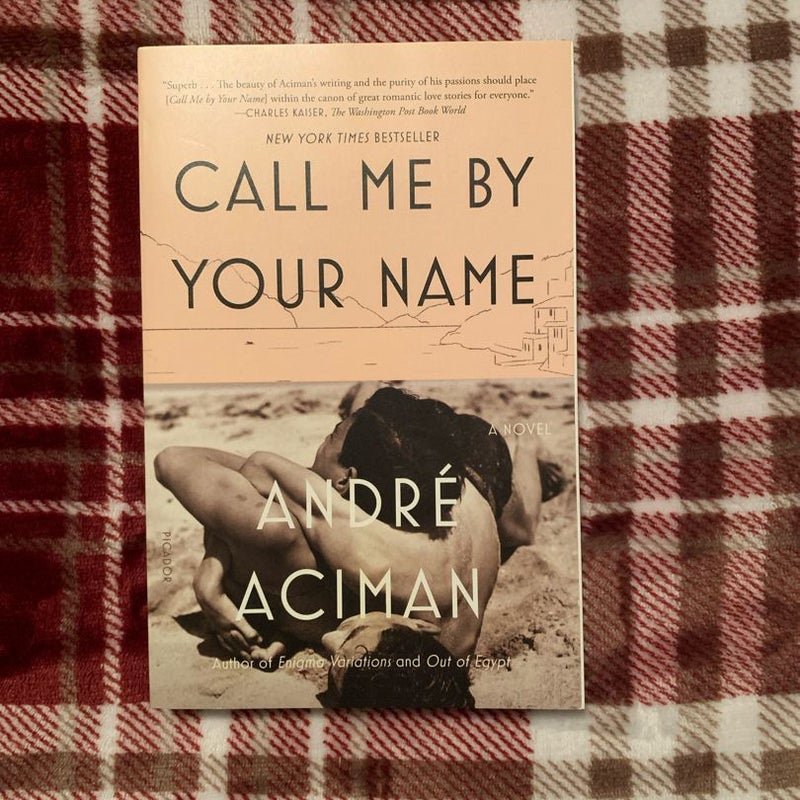 "Superb . . . The beauty of Aciman's writing and the purity of his passions should place
[Call Me by Your Name] within the canon of great romantic love stories for everyone."
—CHARLES KAISER, The Washington Post Book World
NEW YORK TIMES BESTSELLER
CALL ME BY
YOUR NAME
A NOVEL
ANDRÉ
ACIMAN
PICADOR
Author of Enigma Variations and Out of Egypt